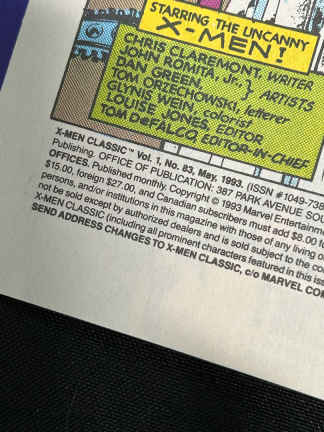 STARRING THE UNCANNY
X-MEN!
CHRIS CLAREMONT, WRITER
JOHN ROMITA, JR., } ARTISTS
DAN GREEN,
TOM ORZECHOWSKI, letterer
GLYNIS WEIN, colorist
LOUISE JONES, EDITOR
TOM DeFALCO, EDITOR-IN-CHIEF
X-MEN CLASSIC™ Vol. 1, No. 83, May, 1993, (ISSN #1049-738
Publishing. OFFICE OF PUBLICATION: 387 PARK AVENUE SOU
OFFICES. Published monthly. Copyright © 1993 Marvel Entertainme
$15.00, foreign $27.00, and Canadian subscribers must add $8.00 f
persons, and/or institutions in this magazine with those of any living o
not be sold except by authorized dealers and is sold subject to the co
X-MEN CLASSIC (including all prominent characters featured in this iss
SEND ADDRESS CHANGES TO X-MEN CLASSIC, c/o MARVEL COM